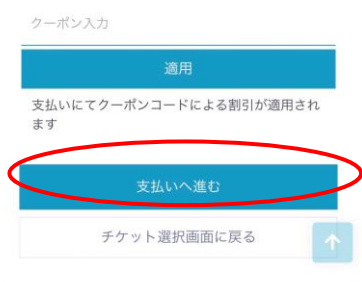 クーポン入力
適用
支払いにてクーポンコードによる割引が適用され
ます
支払いへ進む
チケット選択画面に戻る